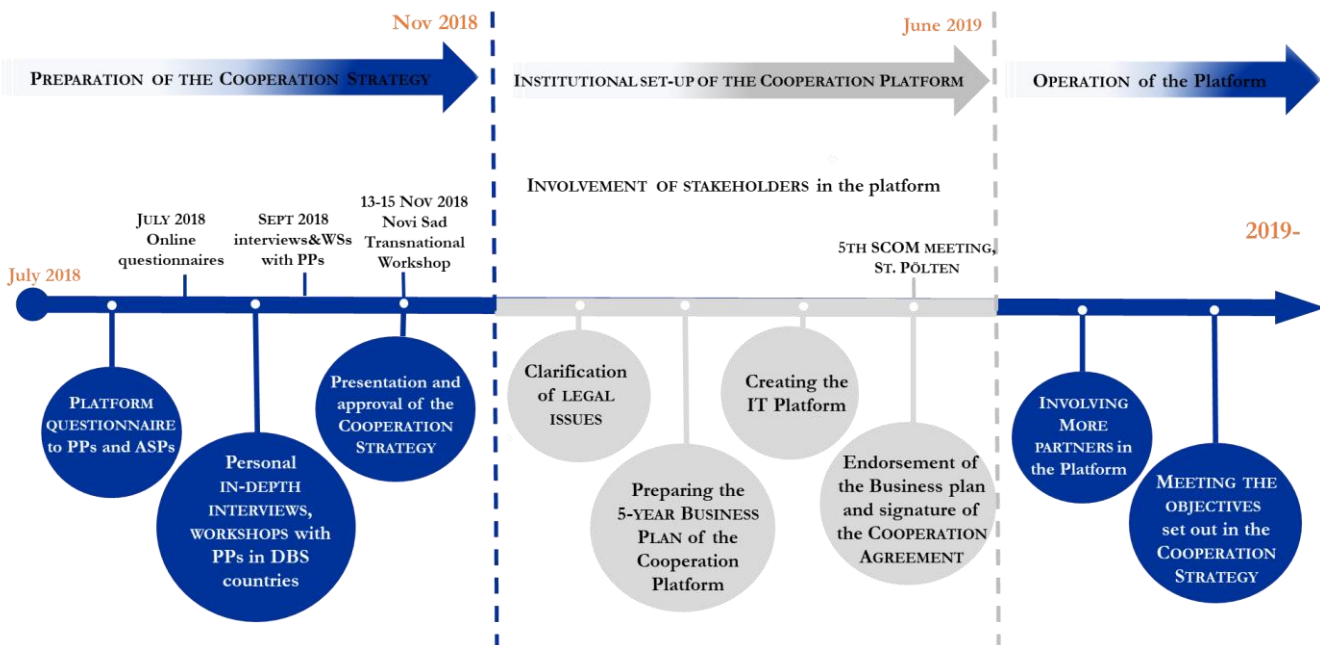 Nov 2018
June 2019
PREPARATION OF THE COOPERATION STRATEGY
INSTITUTIONAL SET-UP OF THE COOPERATION PLATFORM
OPERATION of the Platform
INVOLVEMENT OF STAKEHOLDERS in the platform
JULY 2018
Online
questionnaires
SEPT 2018
interviews&WSs
with PPs
13-15 NOV 2018
Novi Sad
Transnational
Workshop
5TH SCOM MEETING,
ST. PÖLTEN
2019-
July 2018
PLATFORM
QUESTIONNAIRE
to PPs and ASPs
Personal
IN-DEPTH
INTERVIEWS,
WORKSHOPS with
PPs in DBS
countries
Presentation and
approval of the
COOPERATION
STRATEGY
Clarification
of LEGAL
ISSUES
Preparing the
5-YEAR BUSINESS
PLAN of the
Cooperation
Platform
Creating the
IT Platform
Endorsement of
the Business plan
and signature of
the COOPERATION
AGREEMENT
INVOLVING
MORE
PARTNERS in
the Platform
MEETING THE
OBJECTIVES
set out in the
COOPERATION
STRATEGY